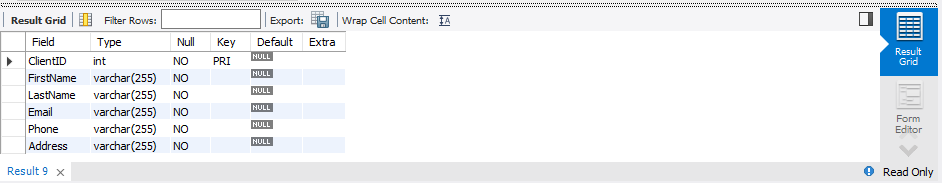 Result Grid Filter Rows: Export: Wrap Cell Content: IA
Field Type Null Key Default Extra
ClientID int NO PRI NULL
FirstName varchar(255) NO NULL
LastName varchar(255) NO NULL
Email varchar(255) NO NULL
Phone varchar(255) NO NULL
Address varchar(255) NO NULL
Result
Grid
Form
Editor
Result 9 × Read Only